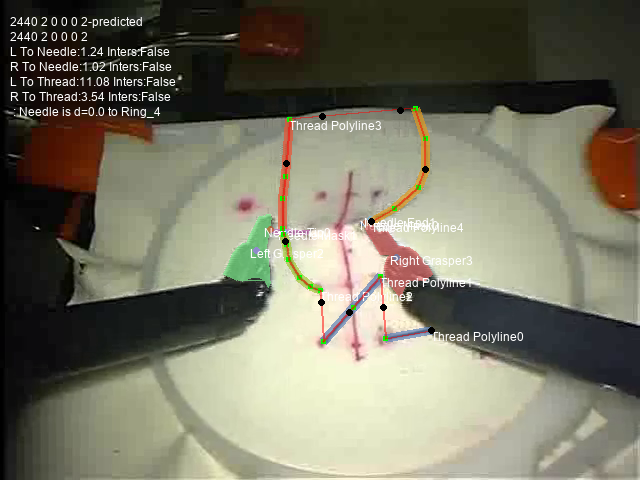 2440 2 0 0 0 2-predicted
2440 2 0 0 0 2
L To Needle:1.24 Inters:False
R To Needle:1.02 Inters:False
L To Thread:11.08 Inters:False
R To Thread:3.54 Inters:False
: Needle is d=0.0 to Ring_4
Thread Polyline3
Thread Polyline4
Left Grasper2
Right Grasper3
Thread Polyline1
Thread Polyline0